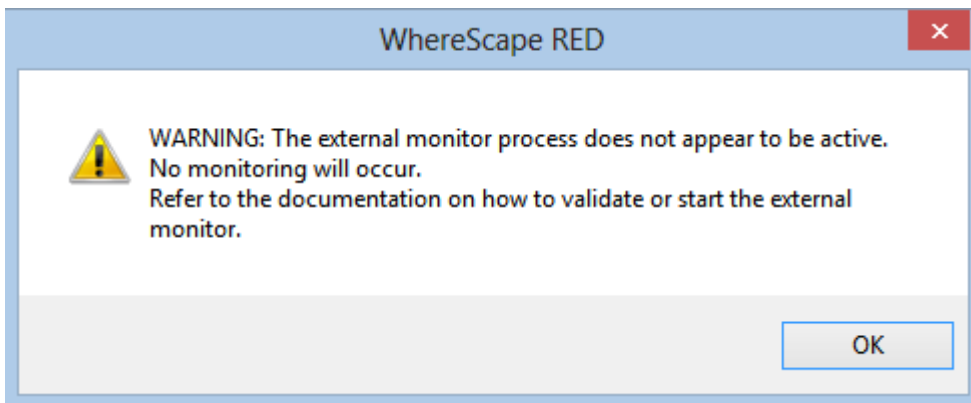 WhereScape RED
WARNING: The external monitor process does not appear to be active.
No monitoring will occur.
Refer to the documentation on how to validate or start the external
monitor.
OK